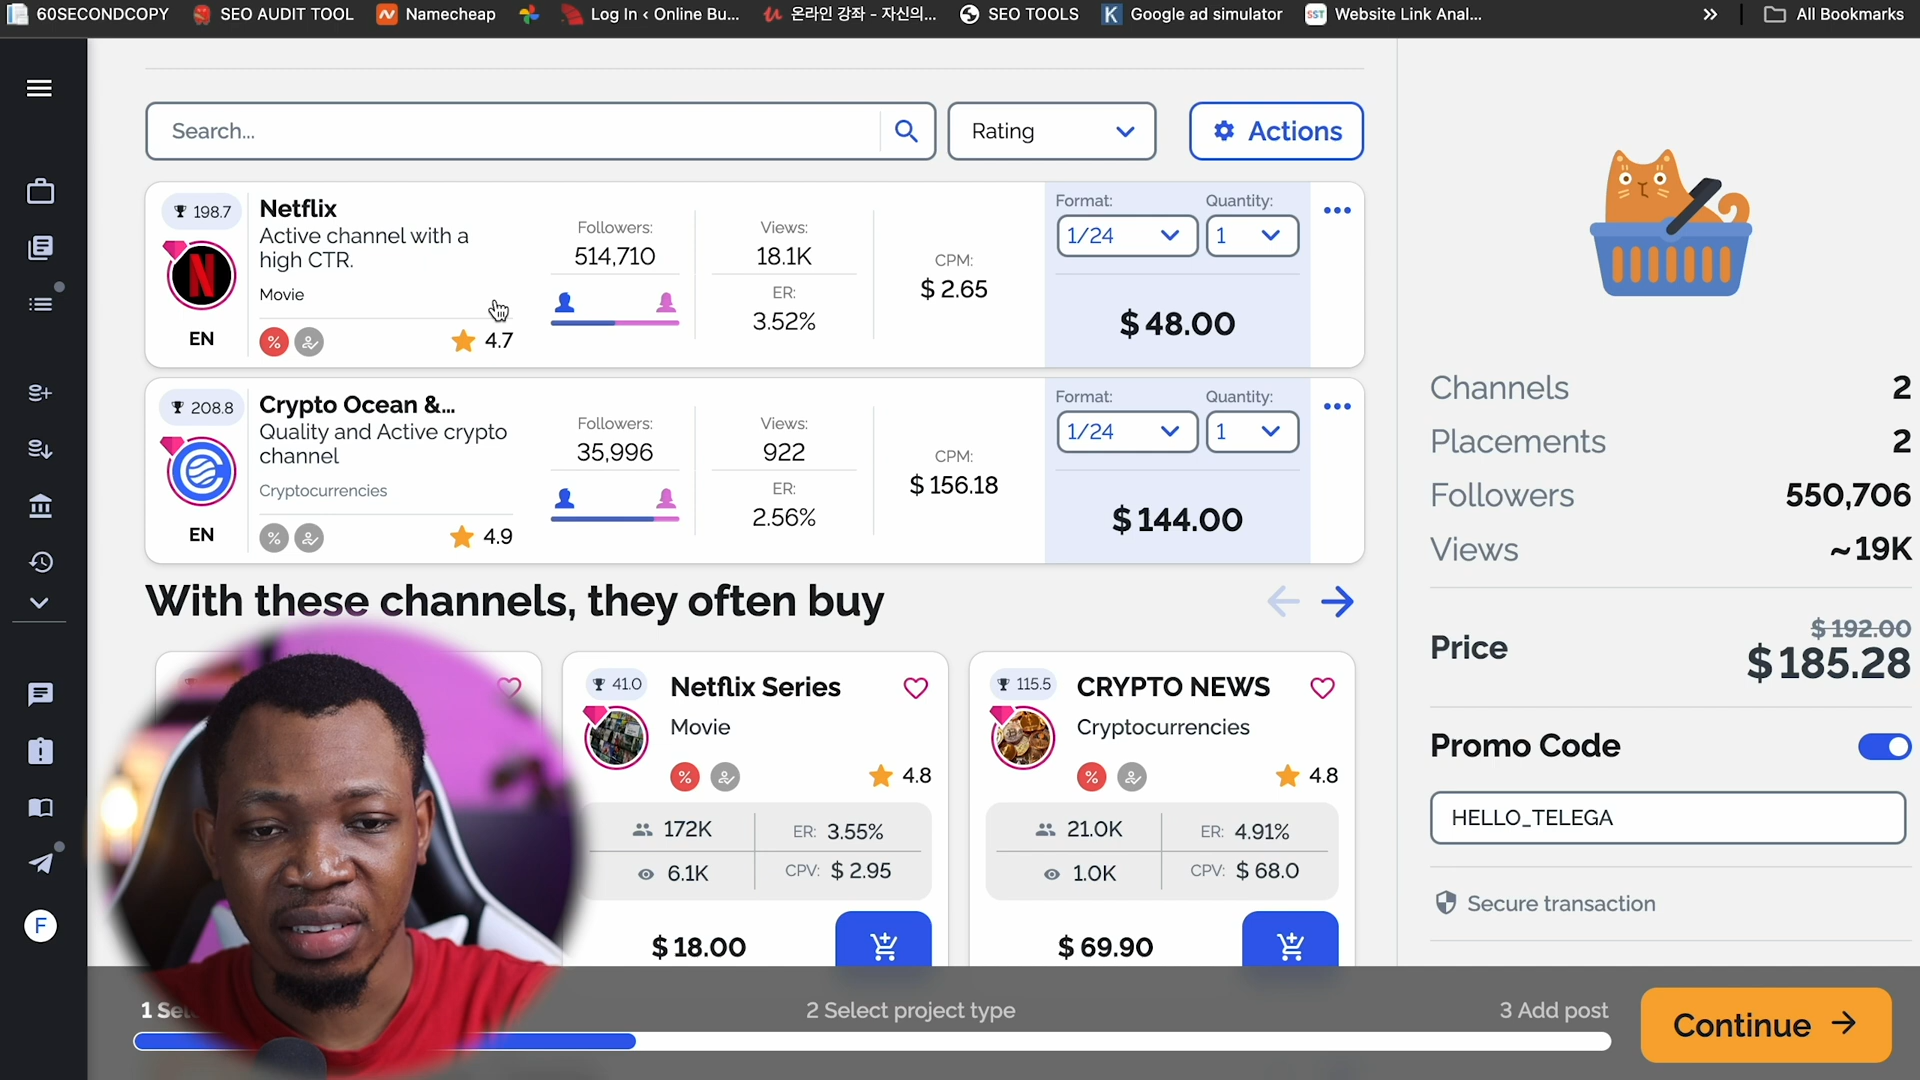 60SECONDCOPY
SEO AUDIT TOOL
Namecheap
Log In ‹ Online Bu...
온라인 강좌 - 자신의...
SEO TOOLS
K Google ad simulator
SST Website Link Anal...
All Bookmarks
Search...
Rating
Actions
198.7
Netflix
Active channel with a
high CTR.
Movie
N
EN
%
4.7
Followers:
514,710
Views:
18.1K
ER:
3.52%
CPM:
$ 2.65
Format:
1/24
Quantity:
1
$ 48.00
208.8
Crypto Ocean &...
Quality and Active crypto
channel
Cryptocurrencies
EN
%
4.9
Followers:
35,996
Views:
922
ER:
2.56%
CPM:
$ 156.18
Format:
1/24
Quantity:
1
$ 144.00
With these channels, they often buy
41.0
Netflix Series
Movie
%
4.8
172K
ER: 3.55%
6.1K
CPV: $ 2.95
$ 18.00
115.5
CRYPTO NEWS
Cryptocurrencies
%
4.8
21.0K
ER: 4.91%
1.0K
CPV: $ 68.0
$ 69.90
Channels 2
Placements 2
Followers 550,706
Views ~19K
$ 192.00
Price $ 185.28
Promo Code
HELLO_TELEGA
Secure transaction
F
1 Sel
2 Select project type
3 Add post
Continue